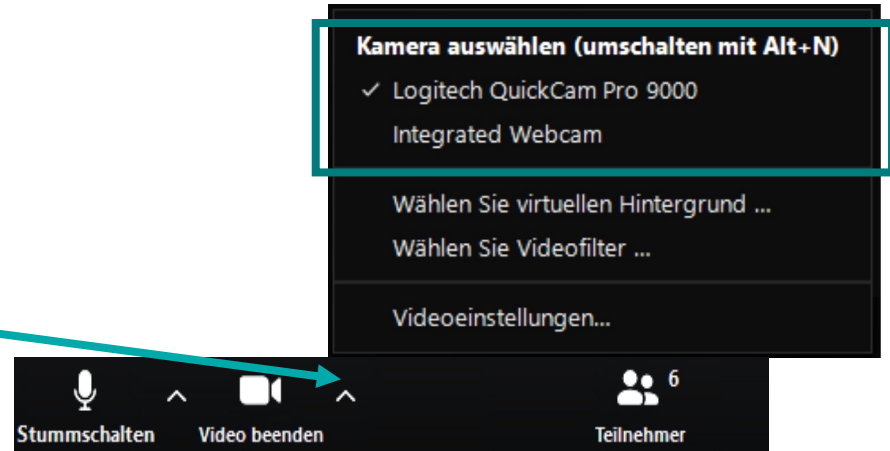 Kamera auswählen (umschalten mit Alt+N)
Logitech QuickCam Pro 9000
Integrated Webcam
Wählen Sie virtuellen Hintergrund ...
Wählen Sie Videofilter ...
Videoeinstellungen...
6
Stummschalten Video beenden Teilnehmer